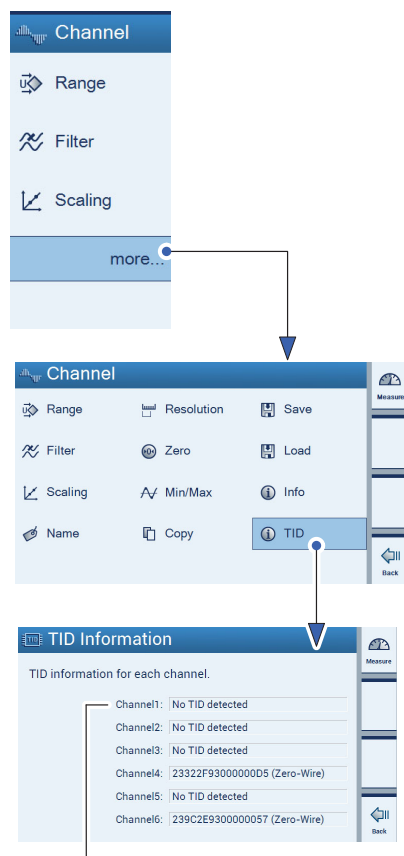 Channel
Range
Filter
Scaling
more...
Channel
Measure
Range
Resolution
Save
Filter
Zero
Load
Scaling
Min/Max
Info
Name
Copy
TID
Back
TID Information
Measure
TID information for each channel.
Channel1: No TID detected
Channel2: No TID detected
Channel3: No TID detected
Channel4: 23322F93000000D5 (Zero-Wire)
Channel5: No TID detected
Channel6: 239C2E9300000057 (Zero-Wire)
Back